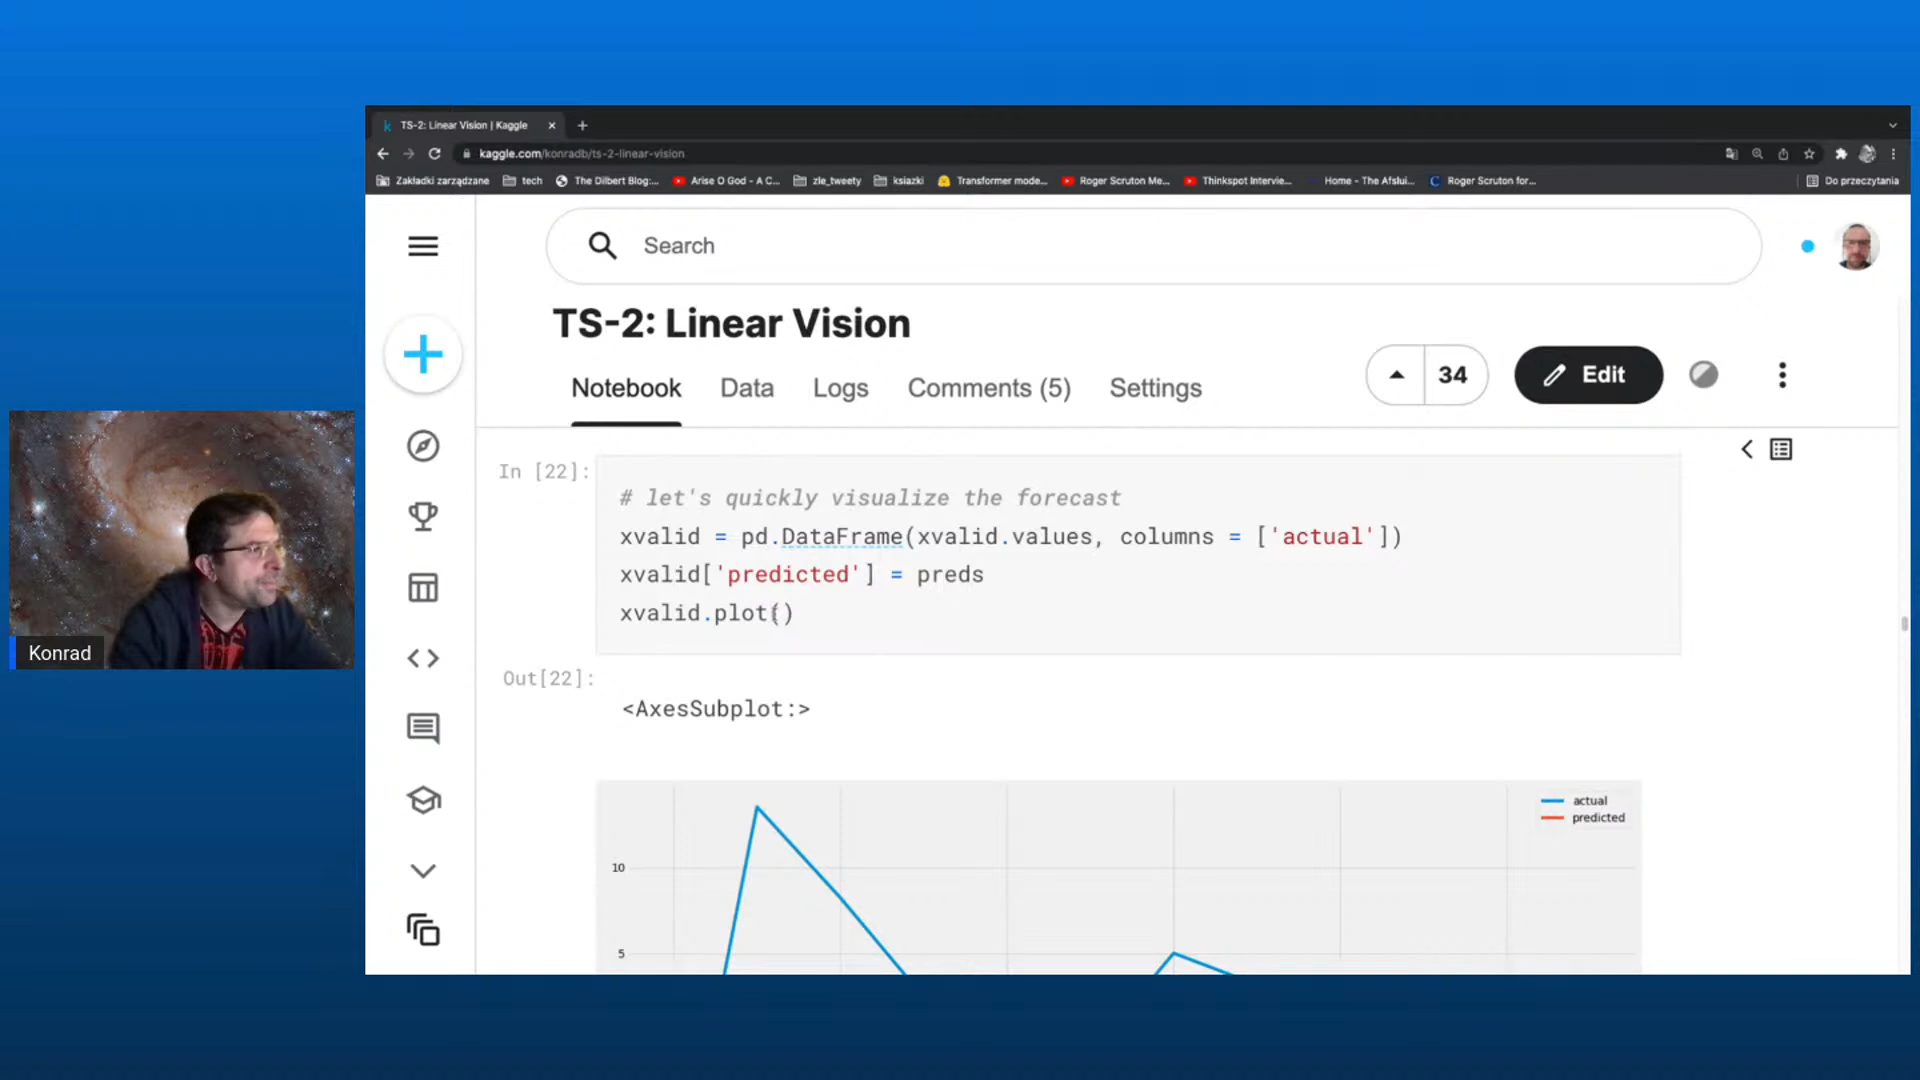 TS-2: Linear Vision | Kaggle
kaggle.com/konradb/ts-2-linear-vision
Zakładki zarządzane tech The Dilbert Blog:... Arise O God - A C... zle_tweety ksiazki Transformer mode... Roger Scruton Me... Thinkspot Intervie... Home - The Afslui... Roger Scruton for... Do przeczytania
Search
TS-2: Linear Vision
Notebook Data Logs Comments (5) Settings
34 Edit
In [22]:
# let's quickly visualize the forecast
xvalid = pd.DataFrame(xvalid.values, columns = ['actual'])
xvalid['predicted'] = preds
xvalid.plot()
Out[22]:
<AxesSubplot:>
actual
predicted
10
5
Konrad